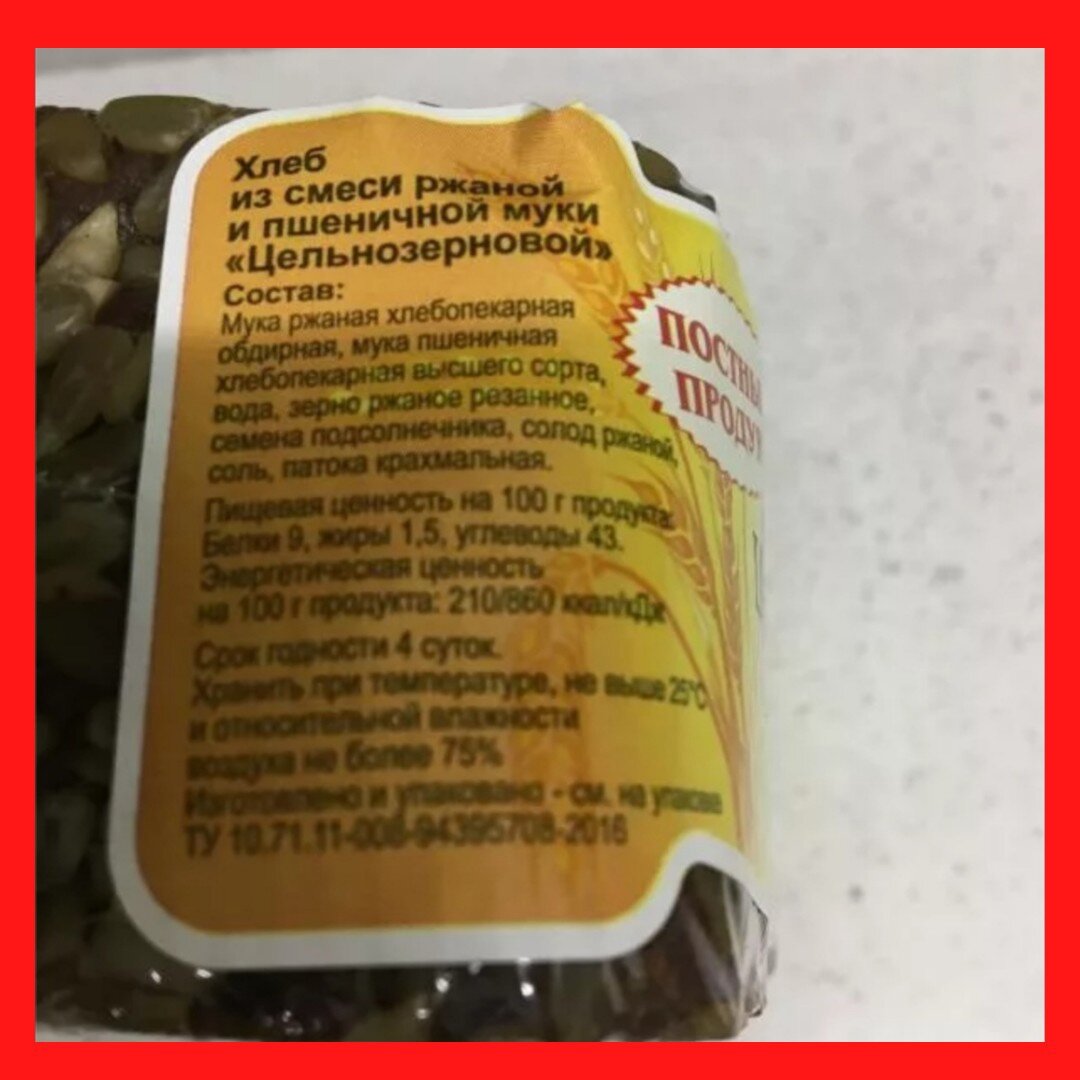 Хлеб
из смеси ржаной
и пшеничной муки
«Цельнозерновой»
Состав:
Мука ржаная хлебопекарная
обдирная, мука пшеничная
хлебопекарная высшего сорта,
вода, зерно ржаное резанное,
семена подсолнечника, солод ржаной,
соль, патока крахмальная.
Пищевая ценность на 100 г продукта:
Белки 9, жиры 1,5, углеводы 43.
Энергетическая ценность
на 100 г продукта: 210/860 ккал/кДж
Срок годности 4 суток.
Хранить при температуре, не выше 25°С
и относительной влажности
воздуха не более 75%
Изготовлено и упаковано - см. на упаковке
ТУ 10.71.11-006-94395708-2016
ПОСТНЫ
ПРОДУК